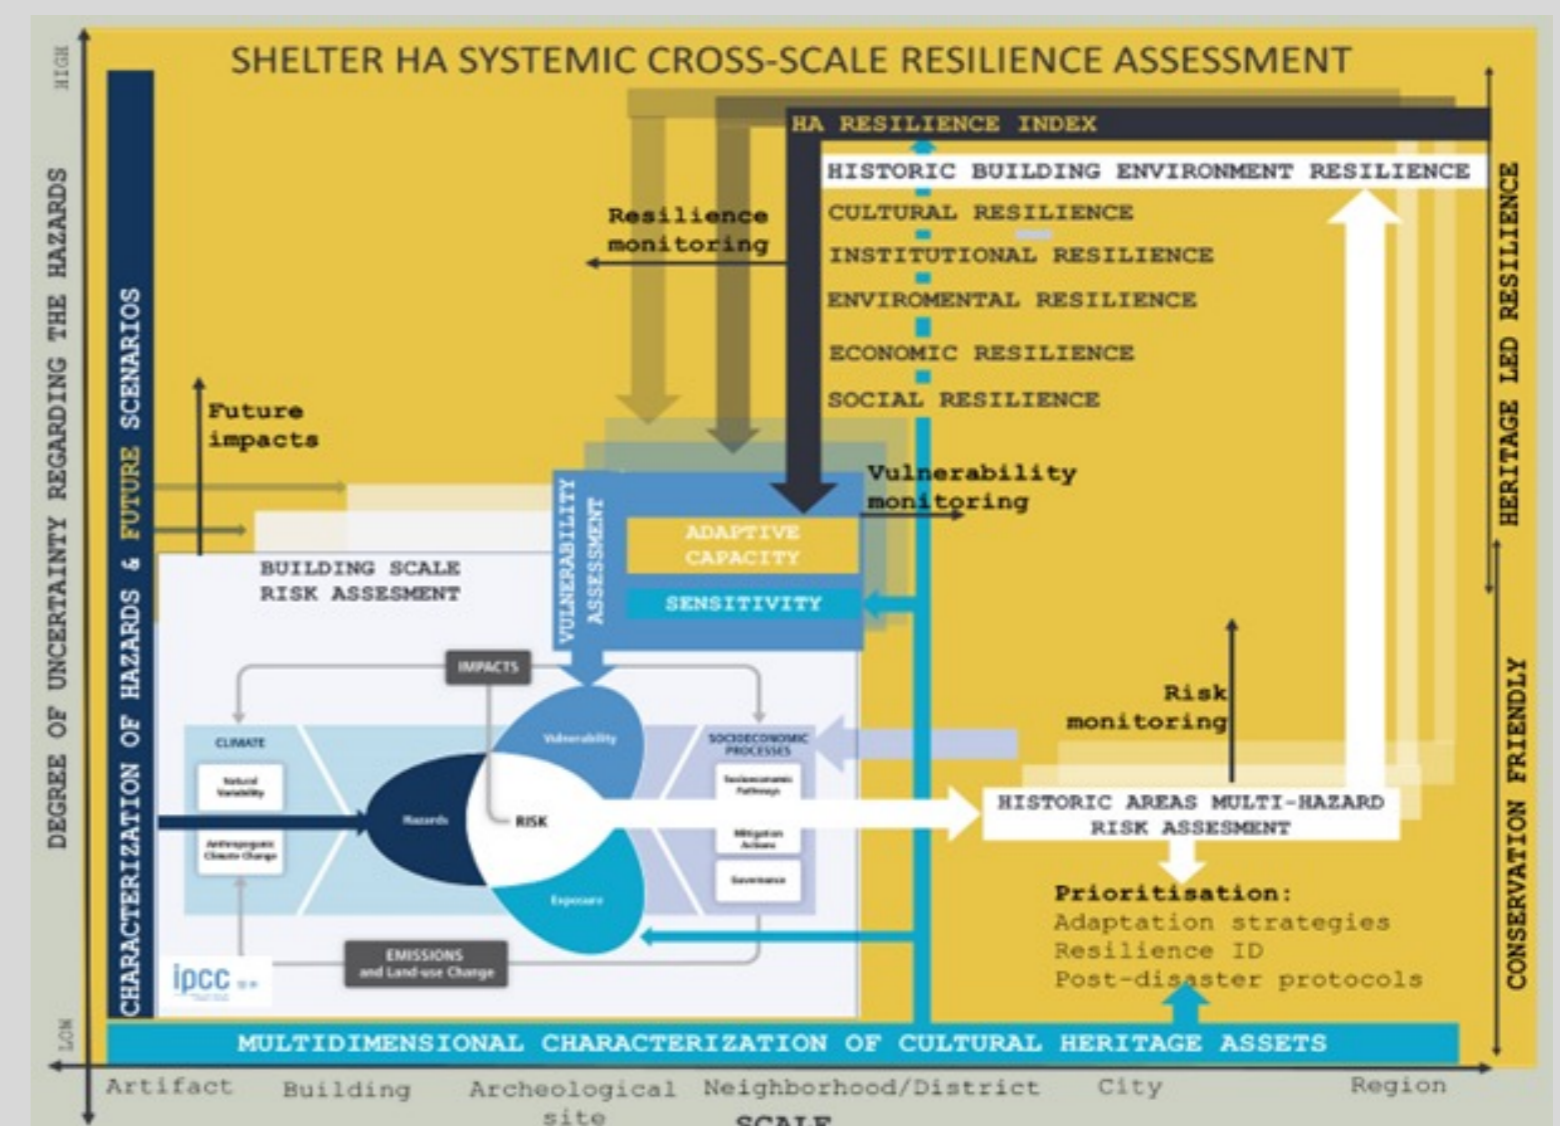 SHELTER HA SYSTEMIC CROSS-SCALE RESILIENCE ASSESSMENT
HIGH
DEGREE OF UNCERTAINTY REGARDING THE HAZARDS
LOW
CHARACTERIZATION OF HAZARDS & FUTURE SCENARIOS
HA RESILIENCE INDEX
HISTORIC BUILDING ENVIRONMENT RESILIENCE
CULTURAL RESILIENCE
INSTITUTIONAL RESILIENCE
ENVIROMENTAL RESILIENCE
ECONOMIC RESILIENCE
SOCIAL RESILIENCE
Resilience
monitoring
Future
impacts
Vulnerability
monitoring
VULNERABILITY
ASSESSMENT
ADAPTIVE
CAPACITY
SENSITIVITY
BUILDING SCALE
RISK ASSESMENT
IMPACTS
CLIMATE
Natural
Variability
Anthropogenic
Climate Change
Hazards
Vulnerability
RISK
Exposure
SOCIOECONOMIC
PROCESSES
Socioeconomic
Pathways
Mitigation
Actions
Governance
EMISSIONS
and Land-use Change
ipcc
Risk
monitoring
HISTORIC AREAS MULTI-HAZARD
RISK ASSESMENT
Prioritisation:
Adaptation strategies
Resilience ID
Post-disaster protocols
HERITAGE LED RESILIENCE
CONSERVATION FRIENDLY
MULTIDIMENSIONAL CHARACTERIZATION OF CULTURAL HERITAGE ASSETS
Artifact
Building
Archeological
site
Neighborhood/District
City
Region
SCALE